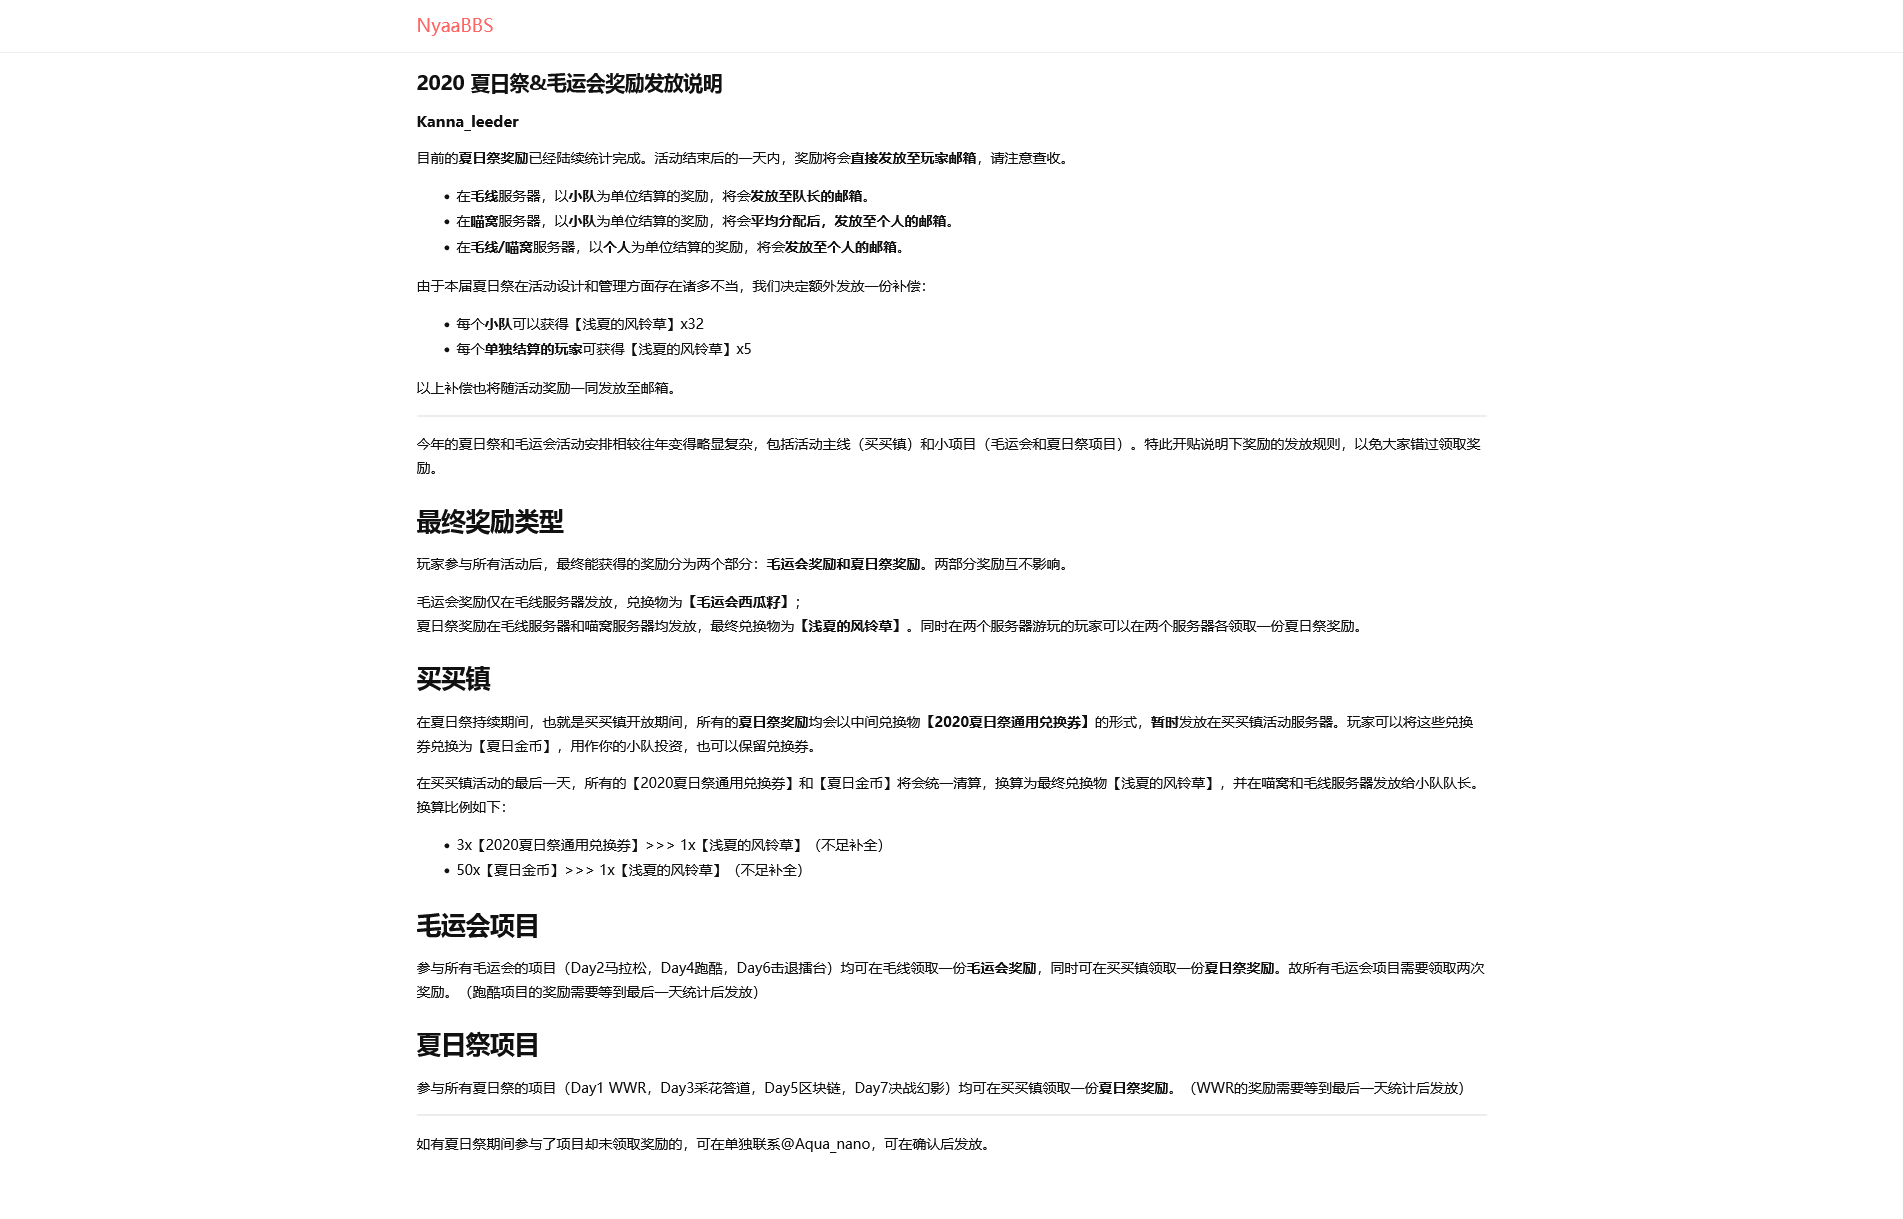 NyaaBBS
2020 夏日祭&毛运会奖励发放说明
Kanna_leeder
目前的夏日祭奖励已经陆续统计完成。活动结束后的一天内，奖励将会直接发放至玩家邮箱，请注意查收。
• 在毛线服务器，以小队为单位结算的奖励，将会发放至队长的邮箱。
• 在喵窝服务器，以小队为单位结算的奖励，将会平均分配后，发放至个人的邮箱。
• 在毛线/喵窝服务器，以个人为单位结算的奖励，将会发放至个人的邮箱。
由于本届夏日祭在活动设计和管理方面存在诸多不当，我们决定额外发放一份补偿：
• 每个小队可以获得【浅夏的风铃草】x32
• 每个单独结算的玩家可获得【浅夏的风铃草】x5
以上补偿也将随活动奖励一同发放至邮箱。
今年的夏日祭和毛运会活动安排相较往年变得略显复杂，包括活动主线（买买镇）和小项目（毛运会和夏日祭项目）。特此开贴说明下奖励的发放规则，以免大家错过领取奖
励。
最终奖励类型
玩家参与所有活动后，最终能获得的奖励分为两个部分：毛运会奖励和夏日祭奖励。两部分奖励互不影响。
毛运会奖励仅在毛线服务器发放，兑换物为【毛运会西瓜籽】；
夏日祭奖励在毛线服务器和喵窝服务器均发放，最终兑换物为【浅夏的风铃草】。同时在两个服务器游玩的玩家可以在两个服务器各领取一份夏日祭奖励。
买买镇
在夏日祭持续期间，也就是买买镇开放期间，所有的夏日祭奖励均会以中间兑换物【2020夏日祭通用兑换券】的形式，暂时发放在买买镇活动服务器。玩家可以将这些兑换
券兑换为【夏日金币】，用作你的小队投资，也可以保留兑换券。
在买买镇活动的最后一天，所有的【2020夏日祭通用兑换券】和【夏日金币】将会统一清算，换算为最终兑换物【浅夏的风铃草】，并在喵窝和毛线服务器发放给小队队长。
换算比例如下：
• 3x【2020夏日祭通用兑换券】>>> 1x【浅夏的风铃草】（不足补全）
• 50x【夏日金币】>>> 1x【浅夏的风铃草】（不足补全）
毛运会项目
参与所有毛运会的项目（Day2马拉松，Day4跑酷，Day6击退擂台）均可在毛线领取一份毛运会奖励，同时可在买买镇领取一份夏日祭奖励。故所有毛运会项目需要领取两次
奖励。（跑酷项目的奖励需要等到最后一天统计后发放）
夏日祭项目
参与所有夏日祭的项目（Day1 WWR，Day3采花答道，Day5区块链，Day7决战幻影）均可在买买镇领取一份夏日祭奖励。（WWR的奖励需要等到最后一天统计后发放）
如有夏日祭期间参与了项目却未领取奖励的，可在单独联系@Aqua_nano，可在确认后发放。